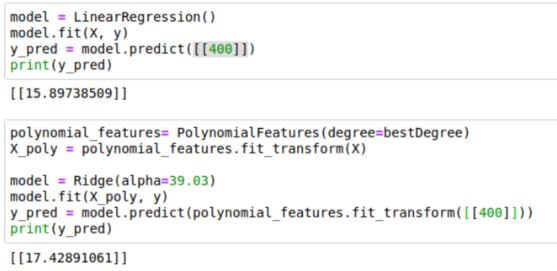 model = LinearRegression()
model.fit(X, y)
y_pred = model.predict([[400]])
print(y_pred)
[[15.89738509]]
polynomial_features= PolynomialFeatures(degree=bestDegree)
X_poly = polynomial_features.fit_transform(X)
model = Ridge(alpha=39.03)
model.fit(X_poly, y)
y_pred = model.predict(polynomial_features.fit_transform([[400]]))
print(y_pred)
[[17.42891061]]